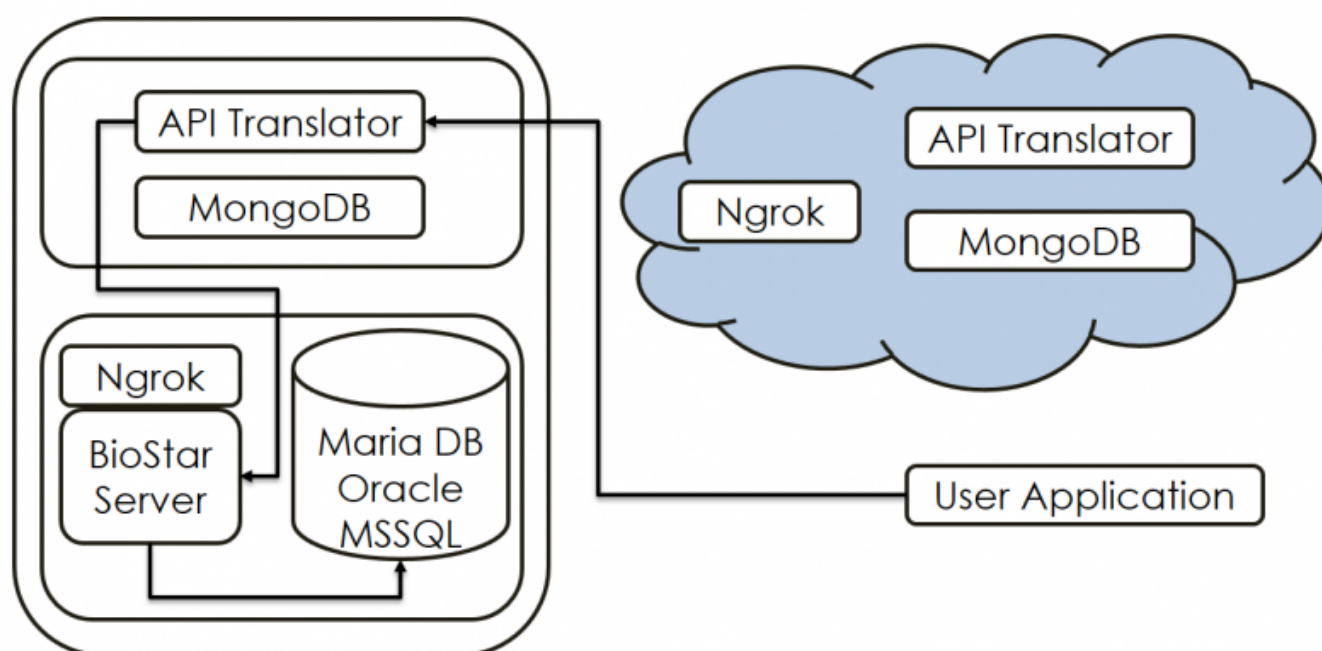 API Translator
MongoDB
Ngrok
BioStar
Server
Maria DB
Oracle
MSSQL
API Translator
Ngrok
MongoDB
User Application